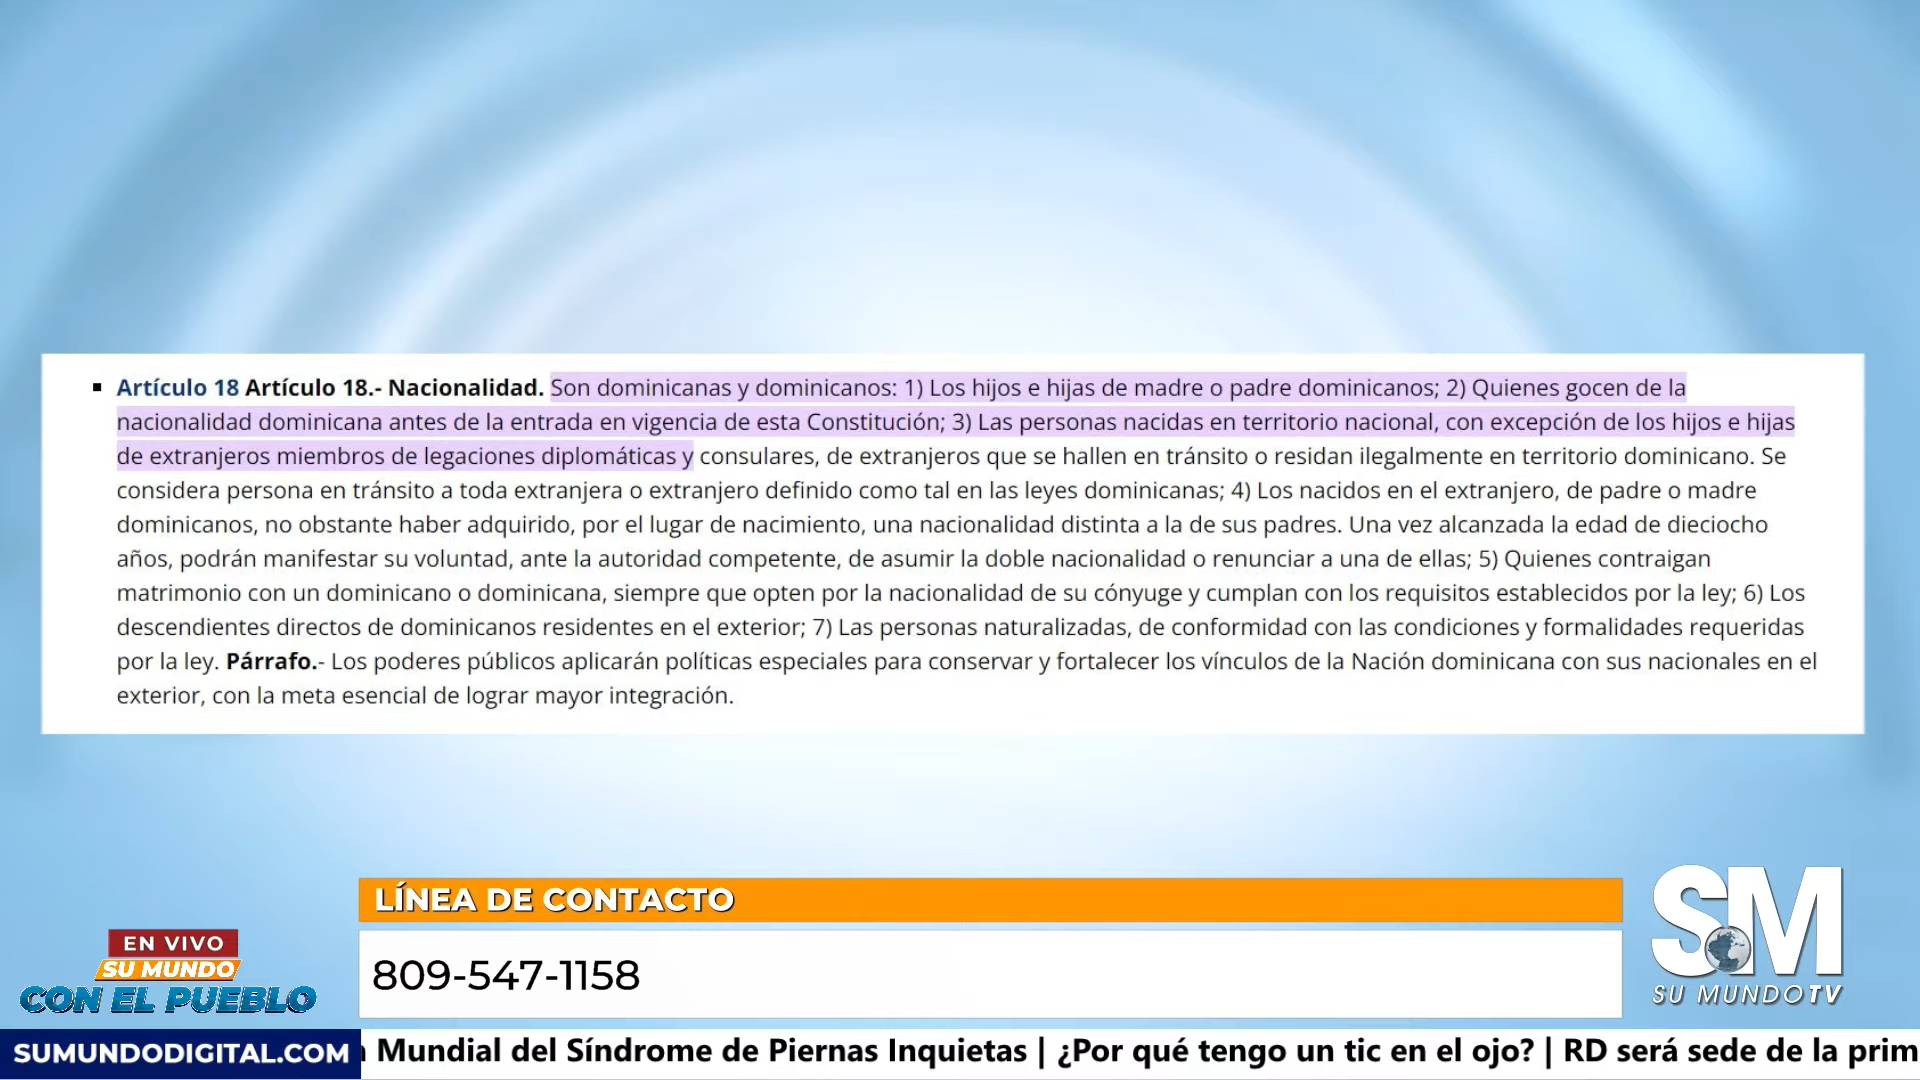 Artículo 18 Artículo 18.- Nacionalidad. Son dominicanas y dominicanos: 1) Los hijos e hijas de madre o padre dominicanos; 2) Quienes gocen de la
nacionalidad dominicana antes de la entrada en vigencia de esta Constitución; 3) Las personas nacidas en territorio nacional, con excepción de los hijos e hijas
de extranjeros miembros de legaciones diplomáticas y consulares, de extranjeros que se hallen en tránsito o residan ilegalmente en territorio dominicano. Se
considera persona en tránsito a toda extranjera o extranjero definido como tal en las leyes dominicanas; 4) Los nacidos en el extranjero, de padre o madre
dominicanos, no obstante haber adquirido, por el lugar de nacimiento, una nacionalidad distinta a la de sus padres. Una vez alcanzada la edad de dieciocho
años, podrán manifestar su voluntad, ante la autoridad competente, de asumir la doble nacionalidad o renunciar a una de ellas; 5) Quienes contraigan
matrimonio con un dominicano o dominicana, siempre que opten por la nacionalidad de su cónyuge y cumplan con los requisitos establecidos por la ley; 6) Los
descendientes directos de dominicanos residentes en el exterior; 7) Las personas naturalizadas, de conformidad con las condiciones y formalidades requeridas
por la ley. Párrafo.- Los poderes públicos aplicarán políticas especiales para conservar y fortalecer los vínculos de la Nación dominicana con sus nacionales en el
exterior, con la meta esencial de lograr mayor integración.
LÍNEA DE CONTACTO
809-547-1158
EN VIVO
SU MUNDO
CON EL PUEBLO
SM
SU MUNDO TV
SUMUNDODIGITAL.COM
Mundial del Síndrome de Piernas Inquietas | ¿Por qué tengo un tic en el ojo? | RD será sede de la prim